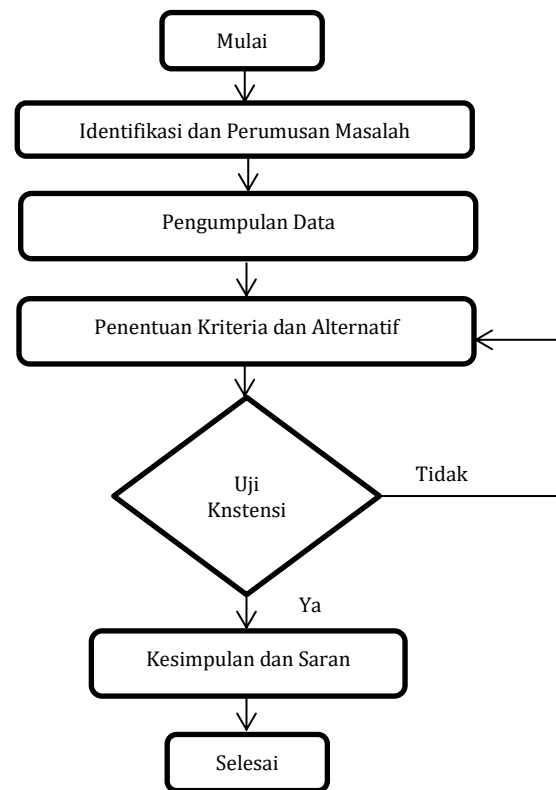 Mulai
Identifikasi dan Perumusan Masalah
Pengumpulan Data
Penentuan Kriteria dan Alternatif
Uji
Knstensi
Tidak
Ya
Kesimpulan dan Saran
Selesai